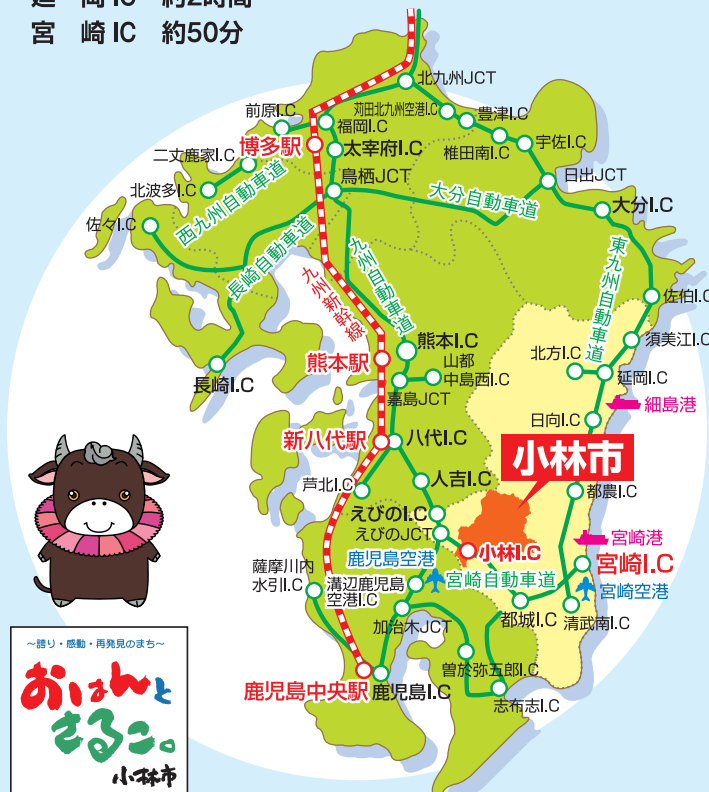 延 岡 IC 約2時間
宮 崎 IC 約50分
北九州JCT
前原I.C
苅田北九州空港I.C
福岡I.C
豊津I.C
博多駅
太宰府I.C
椎田南I.C
宇佐I.C
二丈鹿家I.C
鳥栖JCT
日出JCT
北波多I.C
大分自動車道
大分I.C
佐々I.C
西九州自動車道
長崎自動車道
九州新幹線
九州自動車道
東九州自動車道
佐伯I.C
熊本I.C
須美江I.C
熊本駅
山都
中島西I.C
北方I.C
長崎I.C
延岡I.C
嘉島JCT
細島港
日向I.C
新八代駅
八代I.C
小林市
芦北I.C
人吉I.C
都農I.C
えびのI.C
えびのJCT
宮崎港
小林I.C
宮崎I.C
鹿児島空港
宮崎自動車道
薩摩川内
水引I.C
溝辺鹿児島
空港I.C
宮崎空港
都城I.C
清武南I.C
加治木JCT
曽於弥五郎I.C
鹿児島中央駅
鹿児島I.C
志布志I.C
~誇り・感動・再発見のまち~
おはんと
さるこ。
小林市